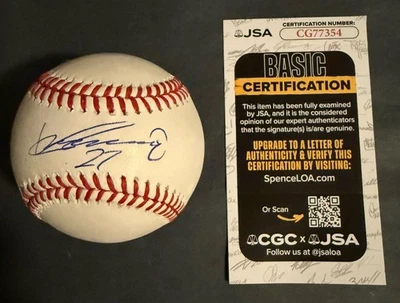 27
JSA
CERTIFICATION NUMBER:
CG77354
BASIC
CERTIFICATION
This item has been fully examined
by JSA, and it is the considered
opinion of our expert authenticators
that the signature(s) is/are genuine.
UPGRADE TO A LETTER OF
AUTHENTICITY & VERIFY THIS
CERTIFICATION BY VISITING:
SpenceLOA.com
Or Scan
CGC x JSA
Follow us @jsaloa